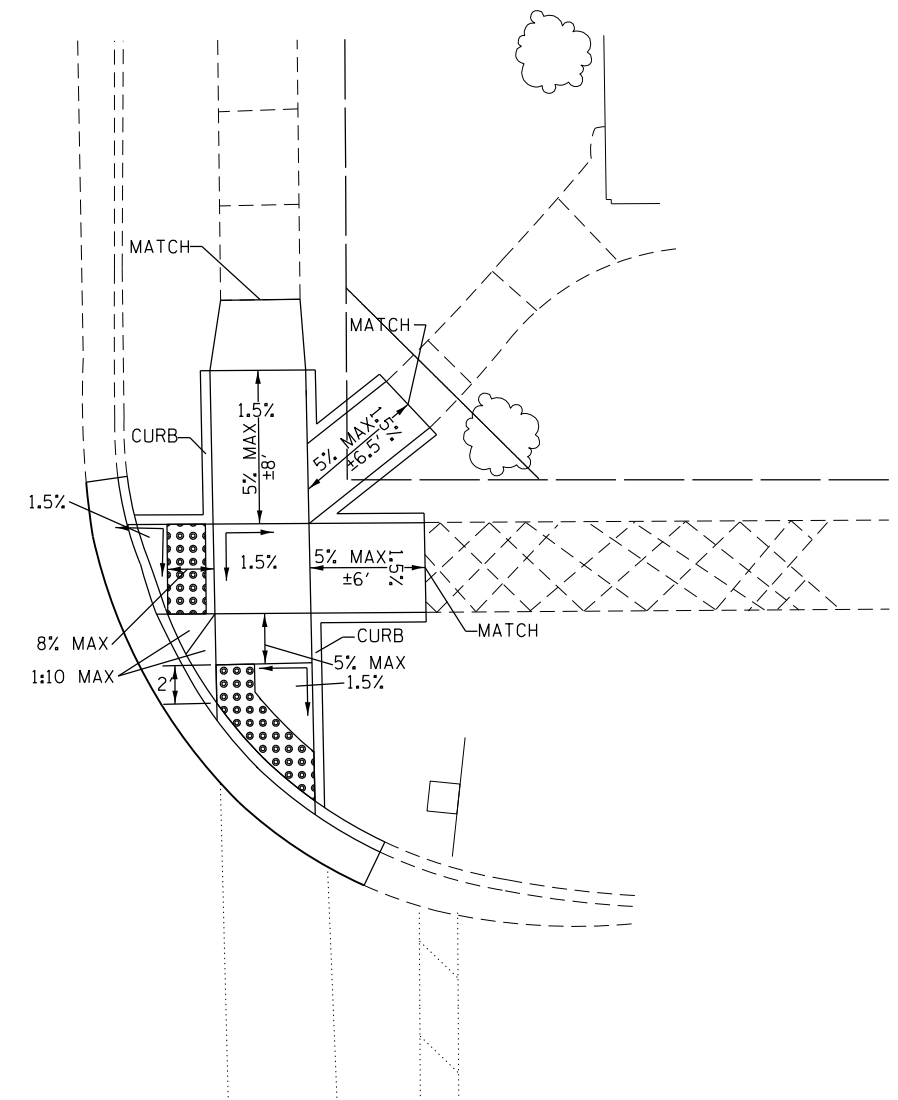 MATCH
MATCH
1.5%
5% MAX
±8'
5% MAX
1.5%
±6.5'
CURB
1.5%
1.5%
5% MAX
1.5%
±6'
8% MAX
CURB
MATCH
1:10 MAX
5% MAX
2'
1.5%